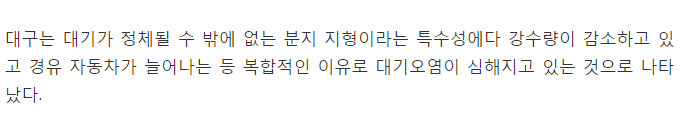 대구는 대기가 정체될 수 밖에 없는 분지 지형이라는 특수성에다 강수량이 감소하고 있
고 경유 자동차가 늘어나는 등 복합적인 이유로 대기오염이 심해지고 있는 것으로 나타
났다.